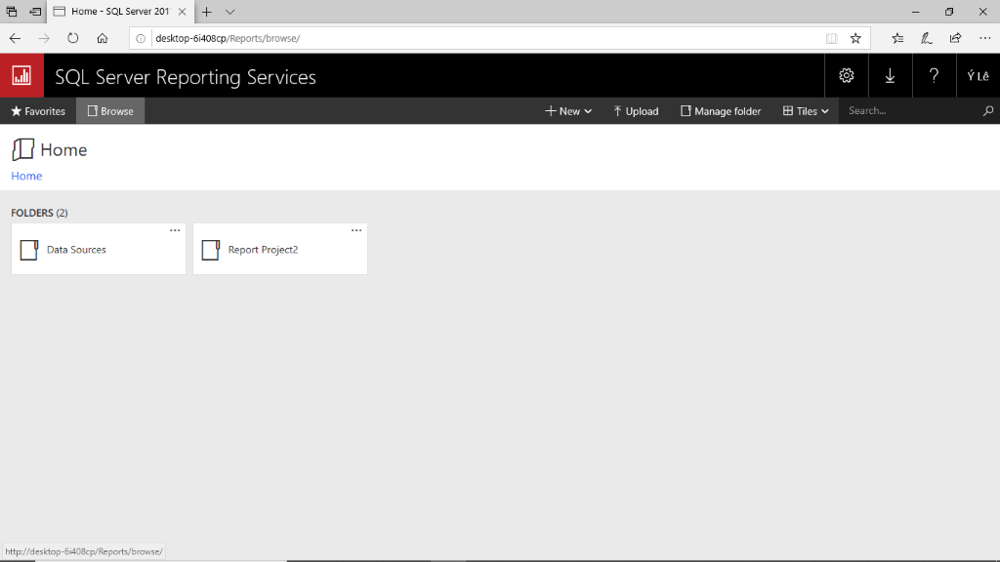 Home - SQL Server 201
desktop-6i408cp/Reports/browse/
SQL Server Reporting Services
? Ý Lê
Favorites Browse New Upload Manage folder Tiles Search...
Home
Home
FOLDERS (2)
Data Sources Report Project2
http://desktop-6i408cp/Reports/browse/